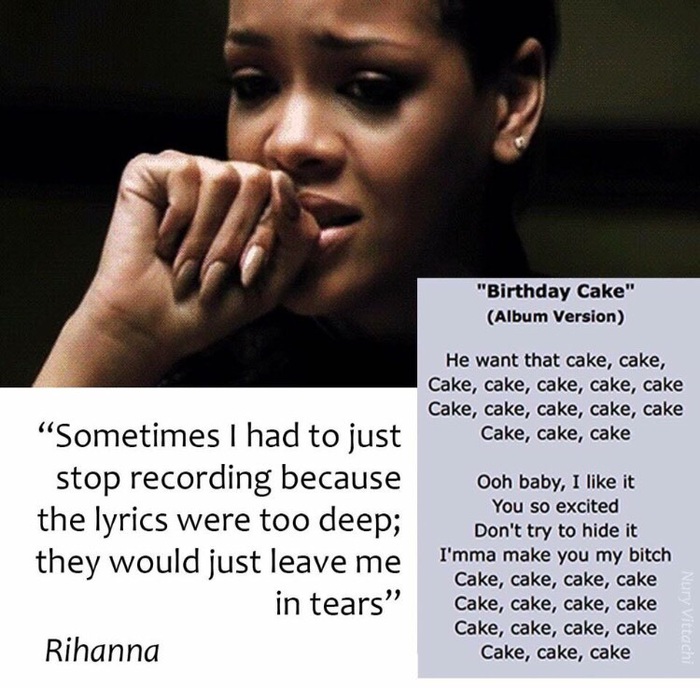 "Birthday Cake"
(Album Version)
He want that cake, cake,
Cake, cake, cake, cake, cake
Cake, cake, cake, cake, cake
Cake, cake, cake
Ooh baby, I like it
You so excited
Don't try to hide it
I'mma make you my bitch
Cake, cake, cake, cake
Cake, cake, cake, cake
Cake, cake, cake, cake
Cake, cake, cake
“Sometimes I had to just
stop recording because
the lyrics were too deep;
they would just leave me
in tears”
Rihanna
Nury Vittachi